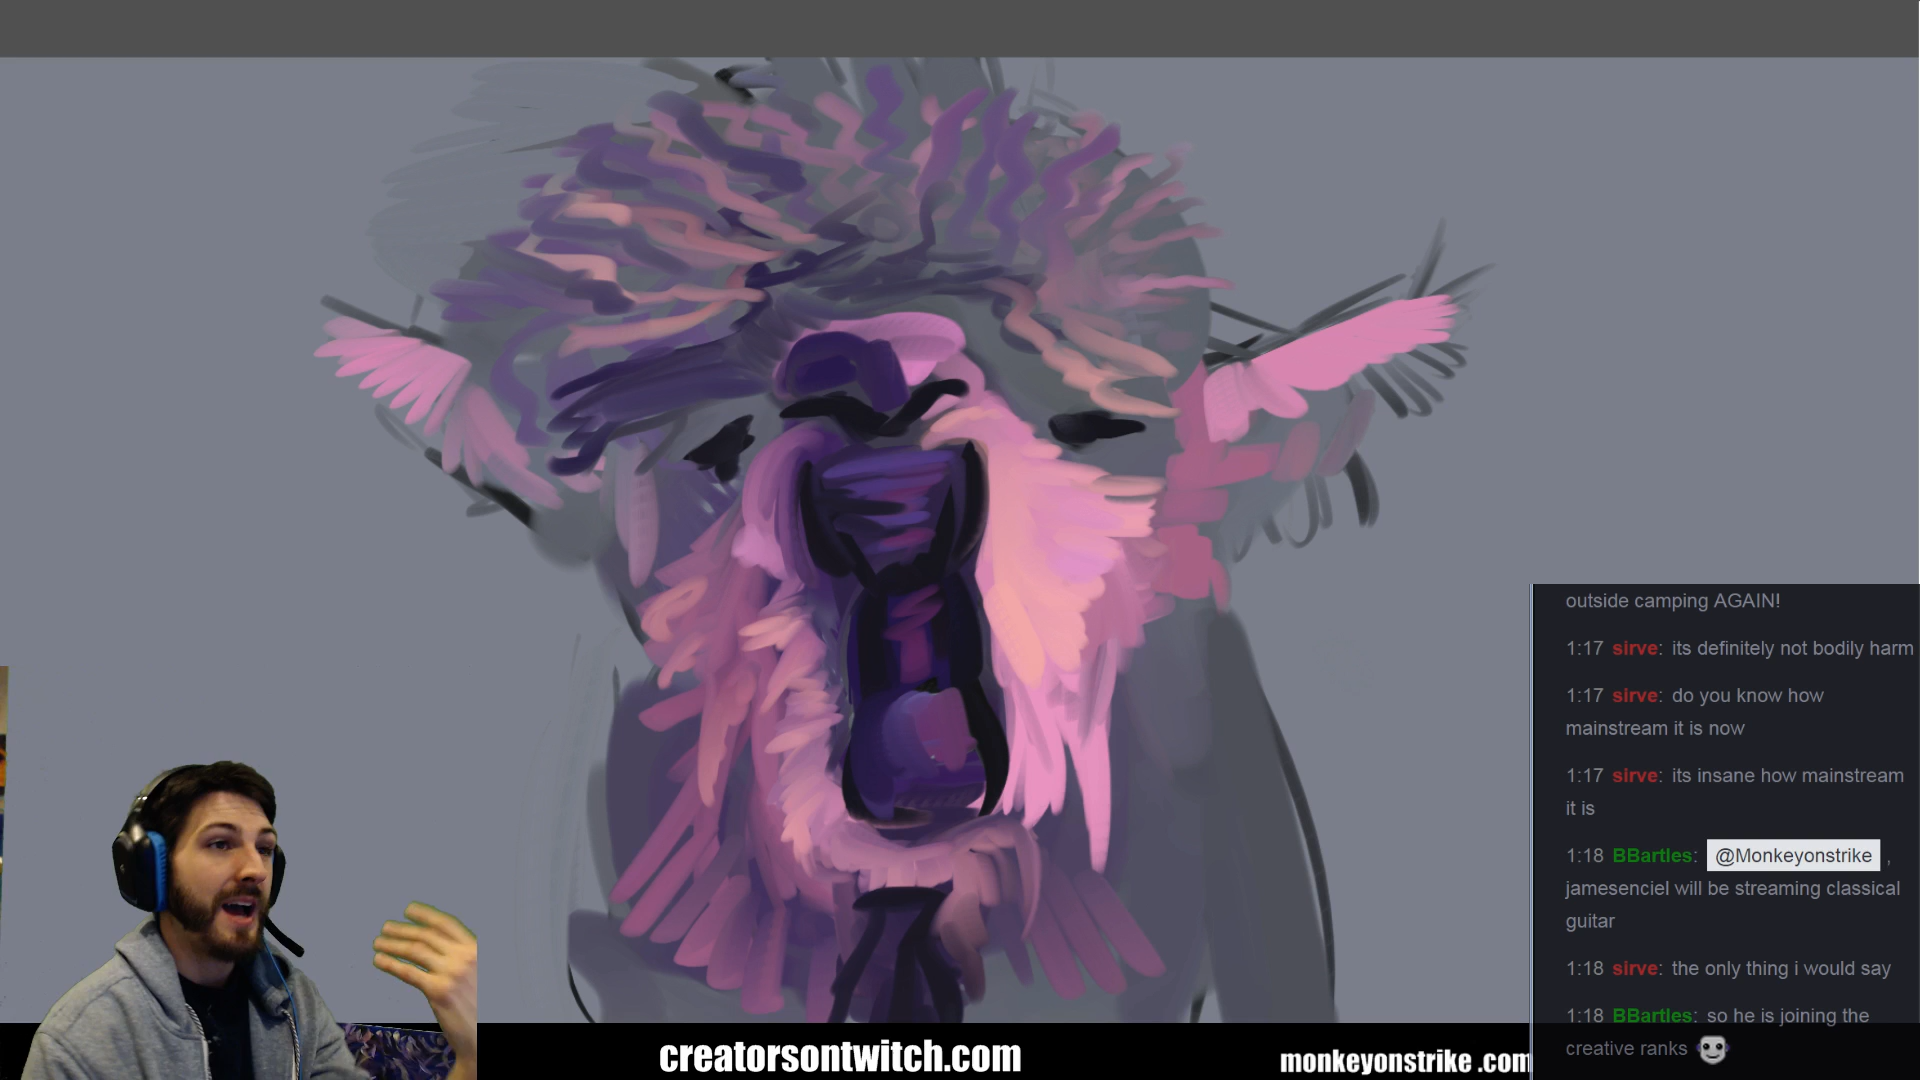 outside camping AGAIN!
1:17 sirve: its definitely not bodily harm
1:17 sirve: do you know how
mainstream it is now
1:17 sirve: its insane how mainstream
it is
1:18 BBartles: @Monkeyonstrike ,
jamesenciel will be streaming classical
guitar
1:18 sirve: the only thing i would say
1:18 BBartles: so he is joining the
creative ranks
creatorsontwitch.com
monkeyonstrike .com